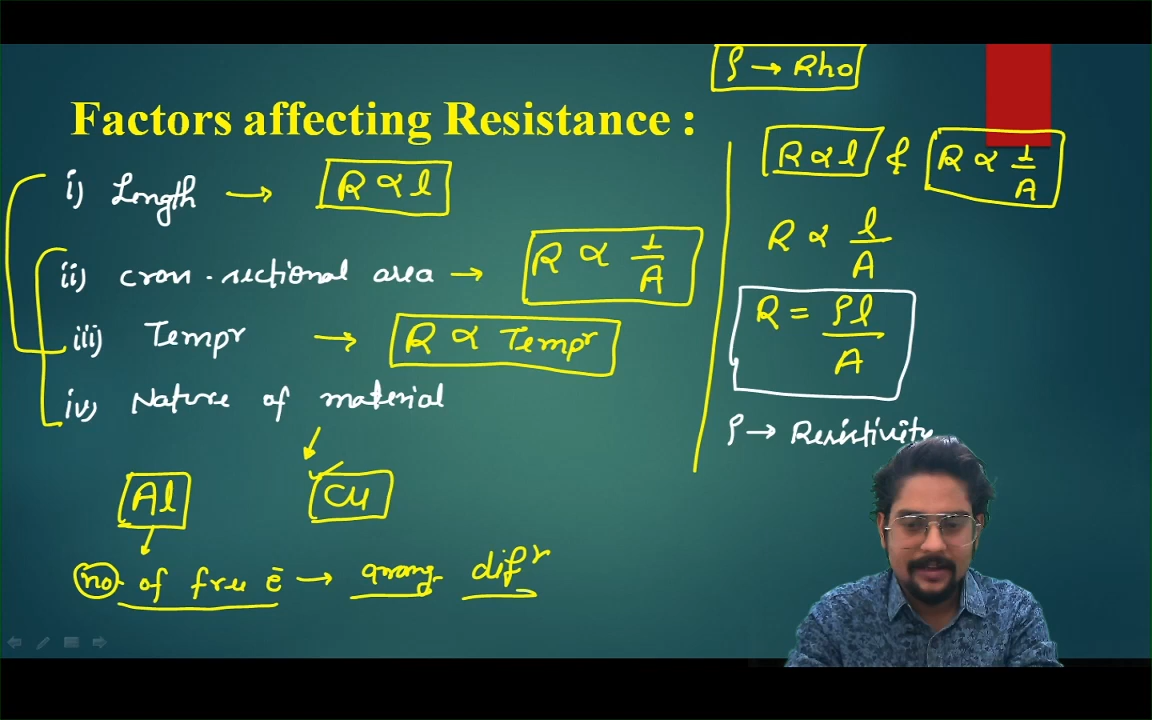 ρ → Rho
Factors affecting Resistance :
i) Length → R ∝ l
ii) cross-sectional area → R ∝ 1/A
iii) Tempr → R ∝ Tempr
iv) Nature of material
Al Cu
no. of free ē → arrang. difr
R ∝ l & R ∝ 1/A
R ∝ l/A
R = ρl/A
ρ → Resistivity